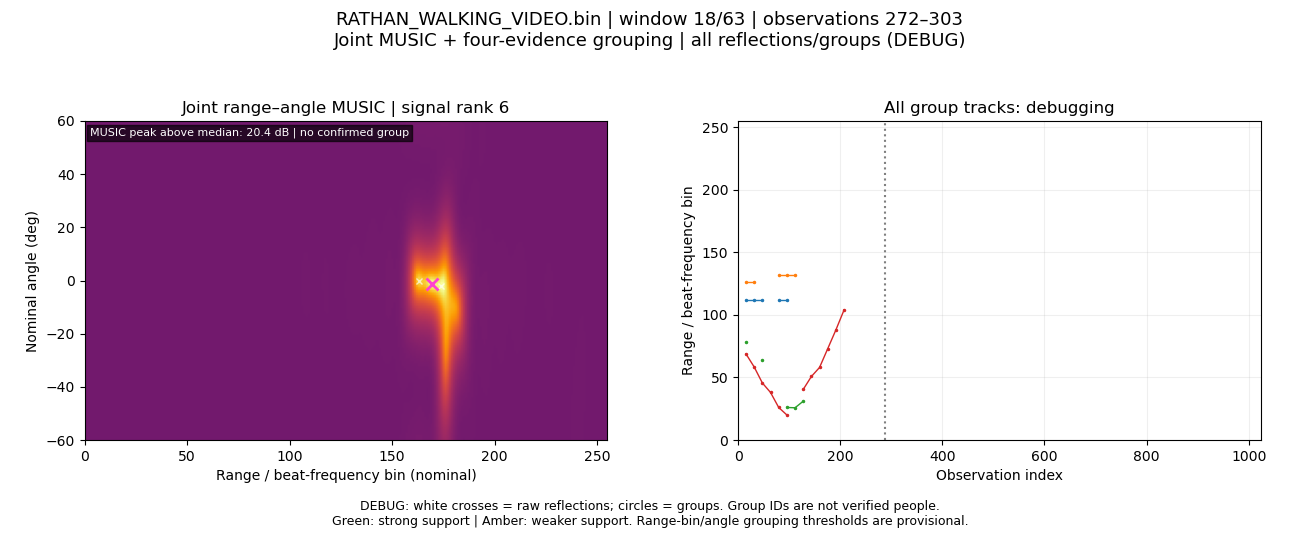 RATHAN_WALKING_VIDEO.bin | window 18/63 | observations 272–303
Joint MUSIC + four-evidence grouping | all reflections/groups (DEBUG)
Joint range–angle MUSIC | signal rank 6
MUSIC peak above median: 20.4 dB | no confirmed group
60
40
20
0
−20
−40
−60
Nominal angle (deg)
0 50 100 150 200 250
Range / beat-frequency bin (nominal)
All group tracks: debugging
250
200
150
100
50
0
Range / beat-frequency bin
0 200 400 600 800 1000
Observation index
DEBUG: white crosses = raw reflections; circles = groups. Group IDs are not verified people.
Green: strong support | Amber: weaker support. Range-bin/angle grouping thresholds are provisional.